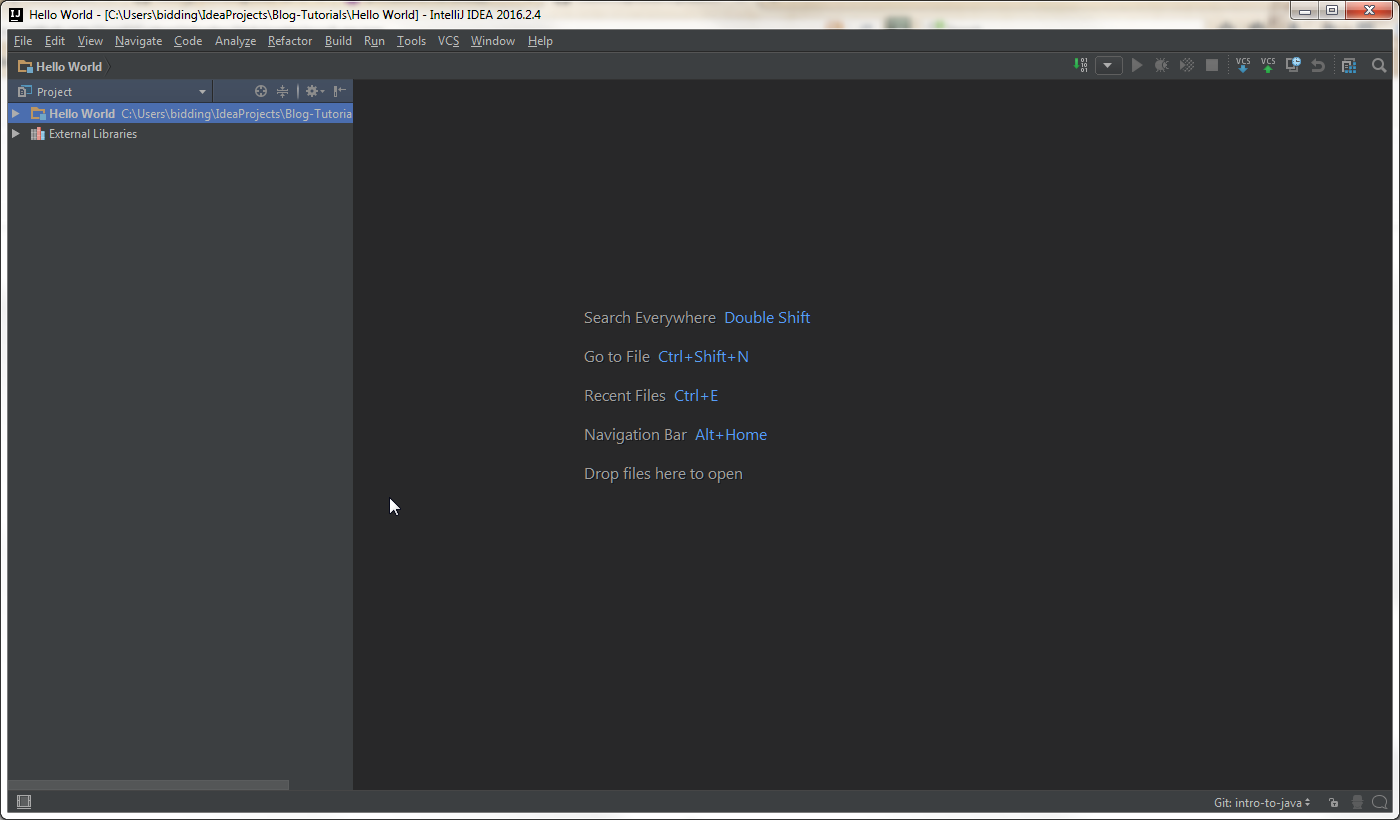 Hello World - [C:\Users\bidding\IdeaProjects\Blog-Tutorials\Hello World] - IntelliJ IDEA 2016.2.4
File Edit View Navigate Code Analyze Refactor Build Run Tools VCS Window Help
Hello World
VCS VCS
Project
Hello World C:\Users\bidding\IdeaProjects\Blog-Tutoria
External Libraries
Search Everywhere Double Shift
Go to File Ctrl+Shift+N
Recent Files Ctrl+E
Navigation Bar Alt+Home
Drop files here to open
Git: intro-to-java